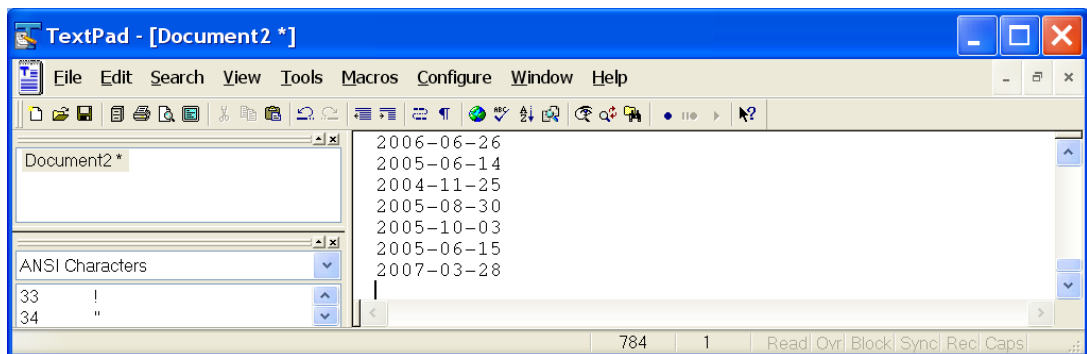 TextPad - [Document2 *]
File Edit Search View Tools Macros Configure Window Help
Document2 *
ANSI Characters
33 !
34 "
2006-06-26
2005-06-14
2004-11-25
2005-08-30
2005-10-03
2005-06-15
2007-03-28
784 1 Read Ovr Block Sync Rec Caps